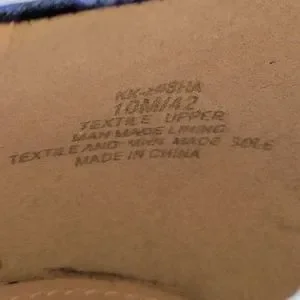 10M/42
TEXTILE UPPER
MAN MADE LINING
TEXTILE AND MAN MADE SOLE
MADE IN CHINA